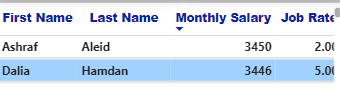 First Name Last Name Monthly Salary Job Rate
Ashraf Aleid 3450 2.00
Dalia Hamdan 3446 5.00